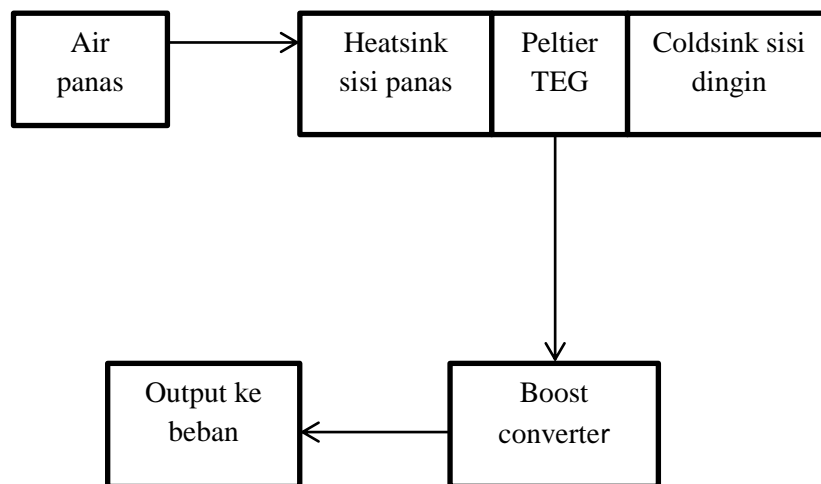 Air
panas
Heatsink
sisi panas
Peltier
TEG
Coldsink sisi
dingin
Output ke
beban
Boost
converter